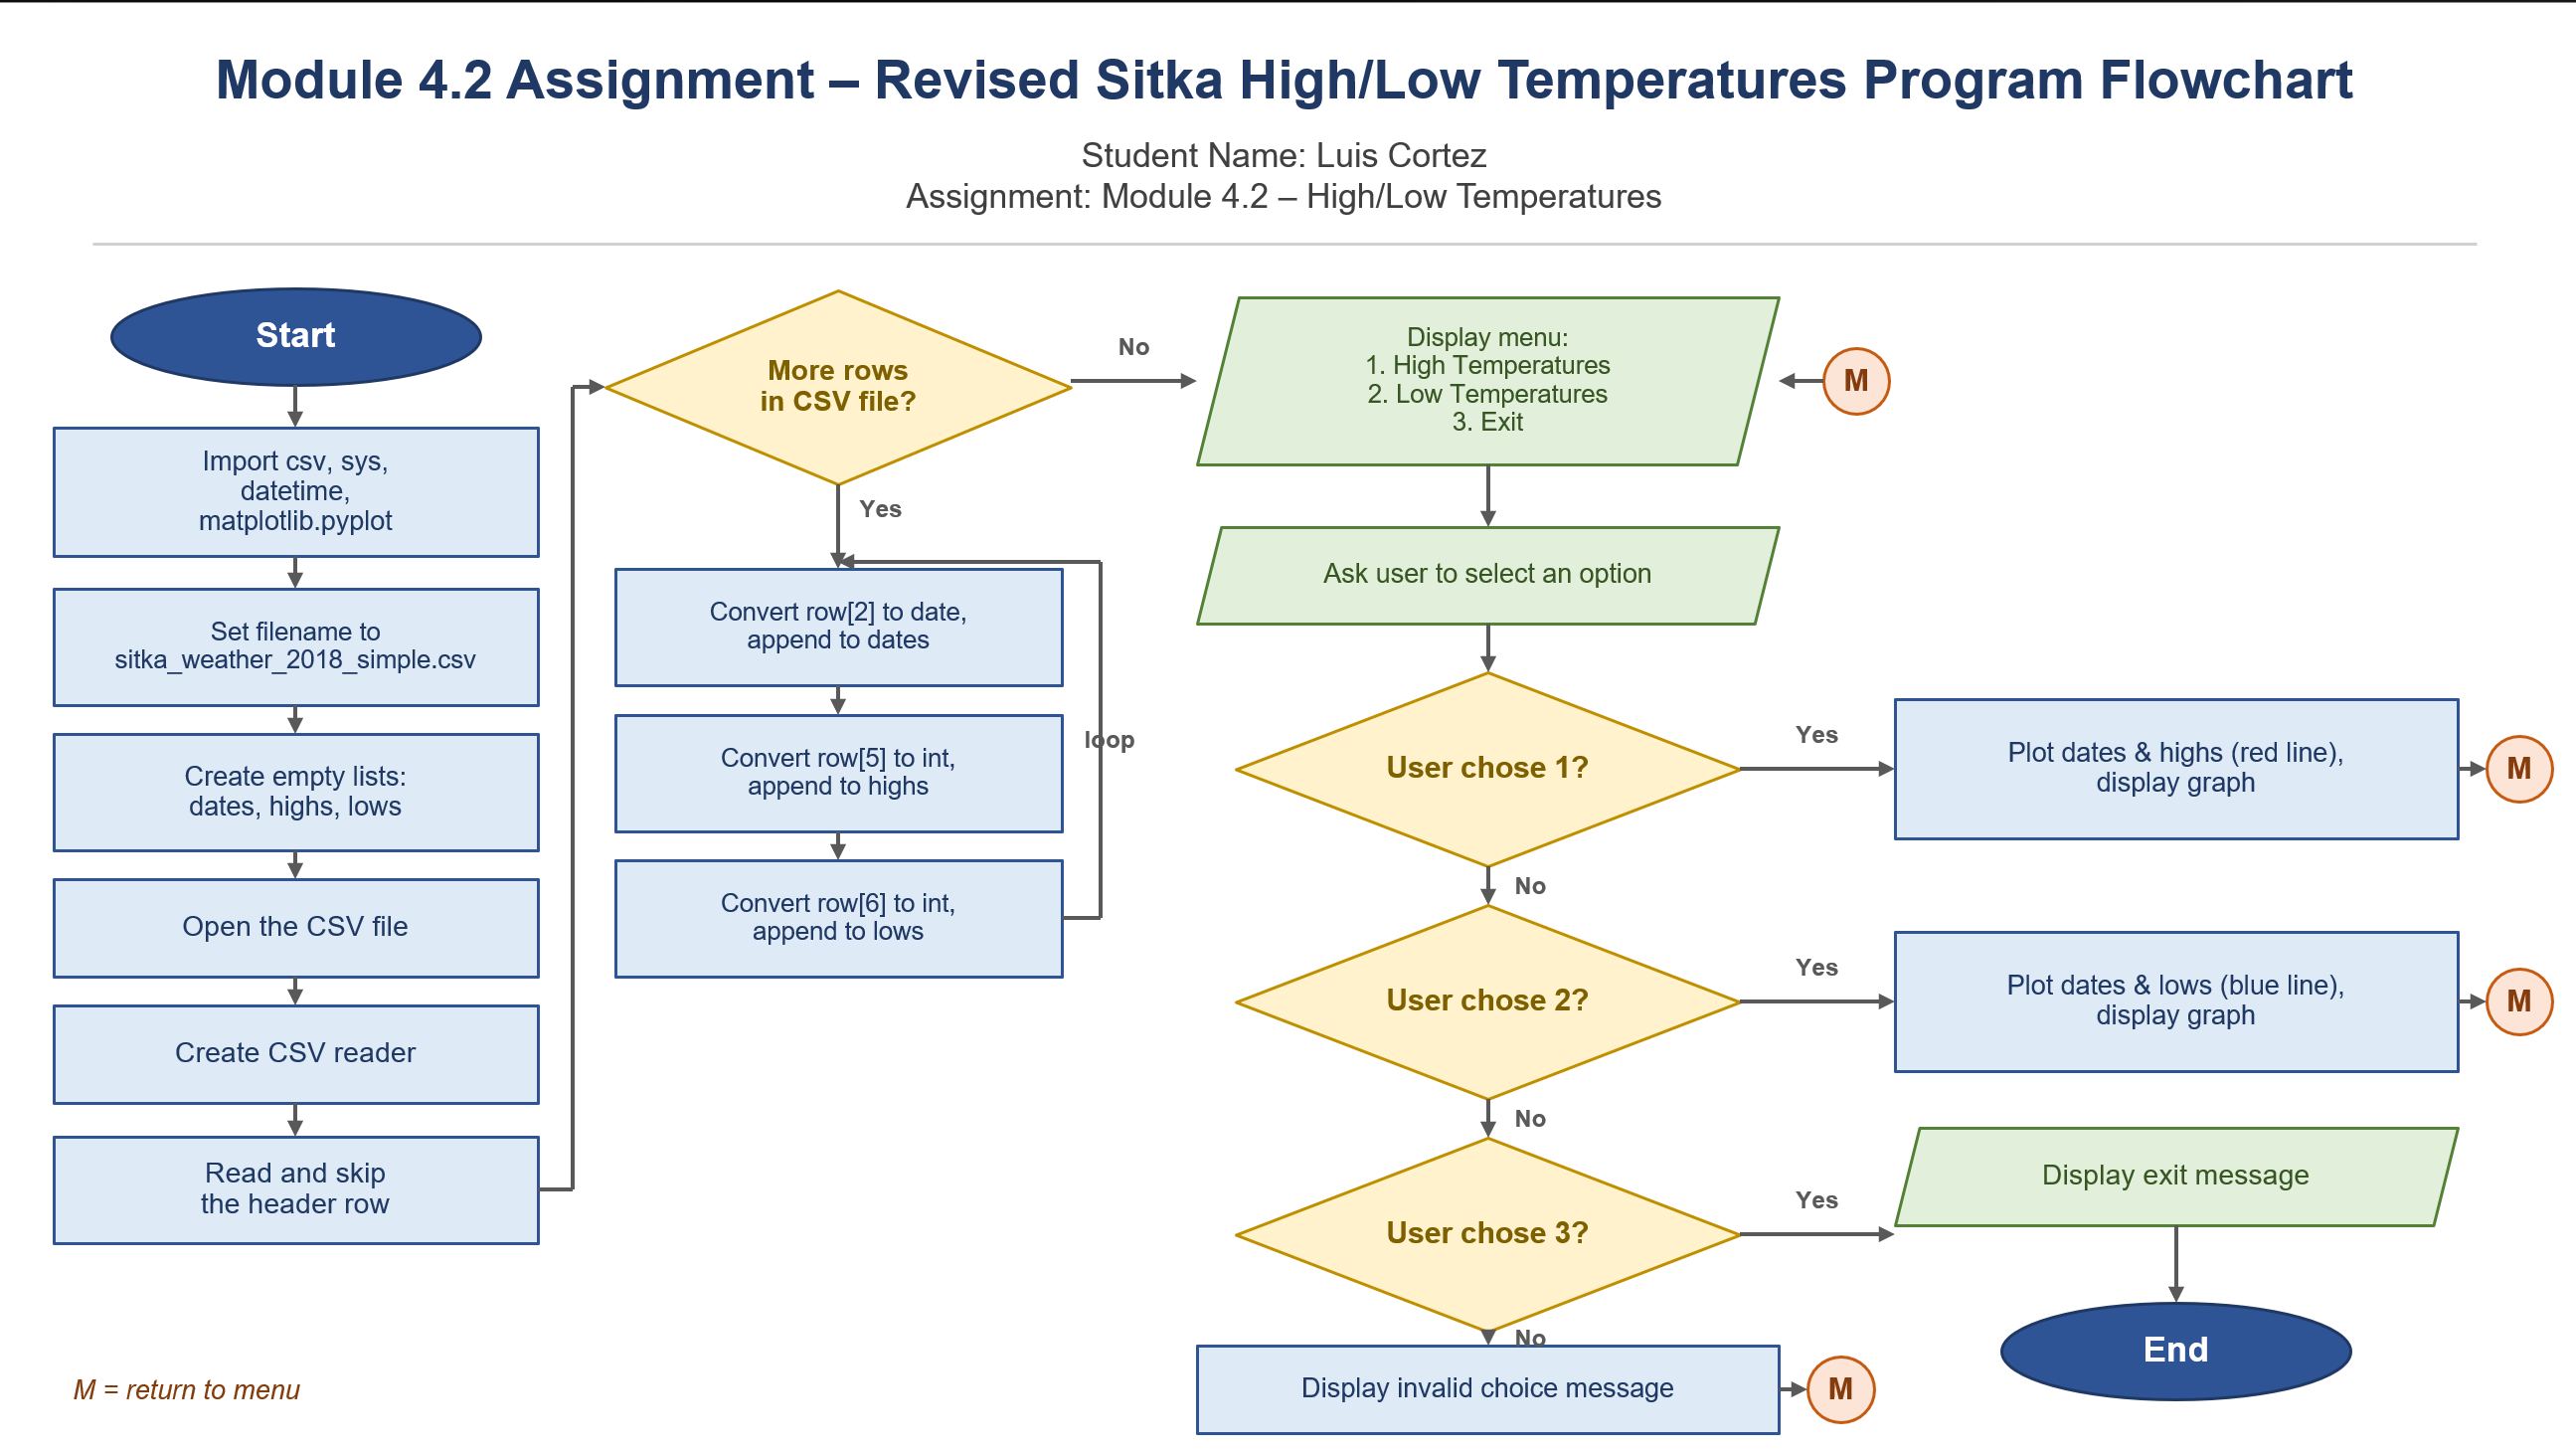 Module 4.2 Assignment – Revised Sitka High/Low Temperatures Program Flowchart
Student Name: Luis Cortez
Assignment: Module 4.2 – High/Low Temperatures
Start
Import csv, sys,
datetime,
matplotlib.pyplot
Set filename to
sitka_weather_2018_simple.csv
Create empty lists:
dates, highs, lows
Open the CSV file
Create CSV reader
Read and skip
the header row
More rows
in CSV file?
No
Yes
Convert row[2] to date,
append to dates
Convert row[5] to int,
append to highs
loop
Convert row[6] to int,
append to lows
Display menu:
1. High Temperatures
2. Low Temperatures
3. Exit
M
Ask user to select an option
User chose 1?
Yes
Plot dates & highs (red line),
display graph
M
No
User chose 2?
Yes
Plot dates & lows (blue line),
display graph
M
No
User chose 3?
Yes
Display exit message
End
No
Display invalid choice message
M
M = return to menu